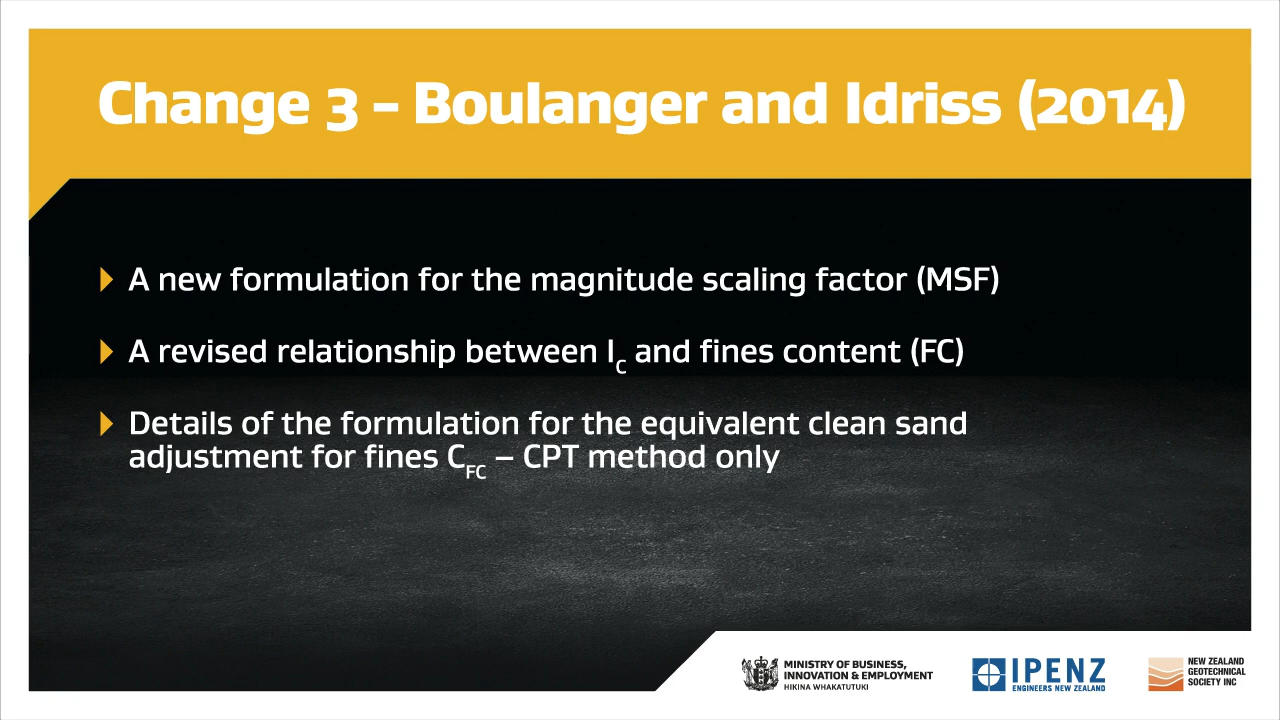 Change 3 – Boulanger and Idriss (2014)
A new formulation for the magnitude scaling factor (MSF)
A revised relationship between IC and fines content (FC)
Details of the formulation for the equivalent clean sand
adjustment for fines CFC – CPT method only
MINISTRY OF BUSINESS,
INNOVATION & EMPLOYMENT
HIKINA WHAKATUTUKI
IPENZ
ENGINEERS NEW ZEALAND
NEW ZEALAND
GEOTECHNICAL
SOCIETY INC